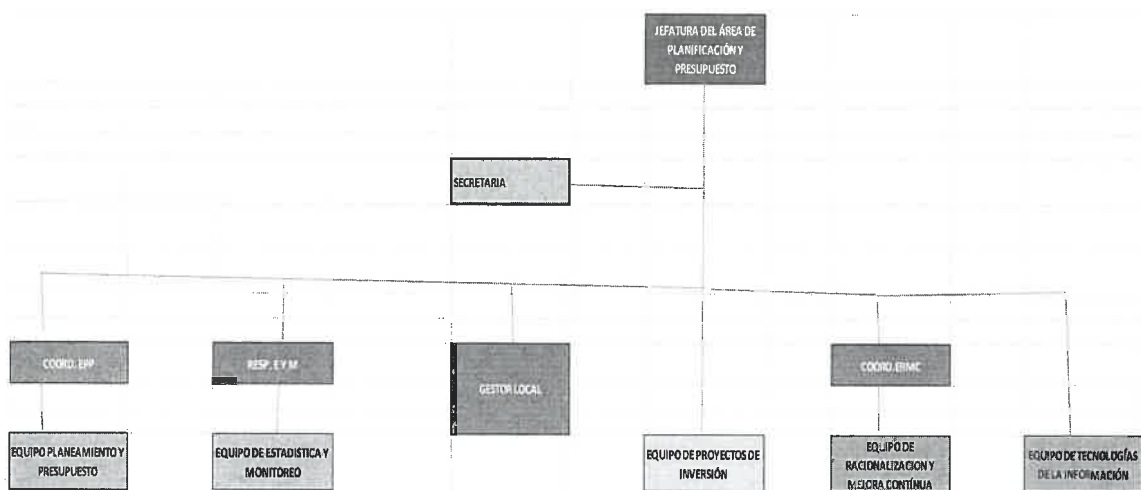 JEFATURA DEL ÁREA DE
PLANIFICACIÓN Y
PRESUPUESTO
SECRETARIA
COORD. EPP
RESP. E Y M
GESTOR LOCAL
COORD. ERMC
EQUIPO PLANEAMIENTO Y
PRESUPUESTO
EQUIPO DE ESTADISTICA Y
MONITOREO
EQUIPO DE PROYECTOS DE
INVERSIÓN
EQUIPO DE
RACIONALIZACION Y
MEJORA CONTÍNUA
EQUIPO DE TECNOLOGÍAS
DE LA INFORMACIÓN